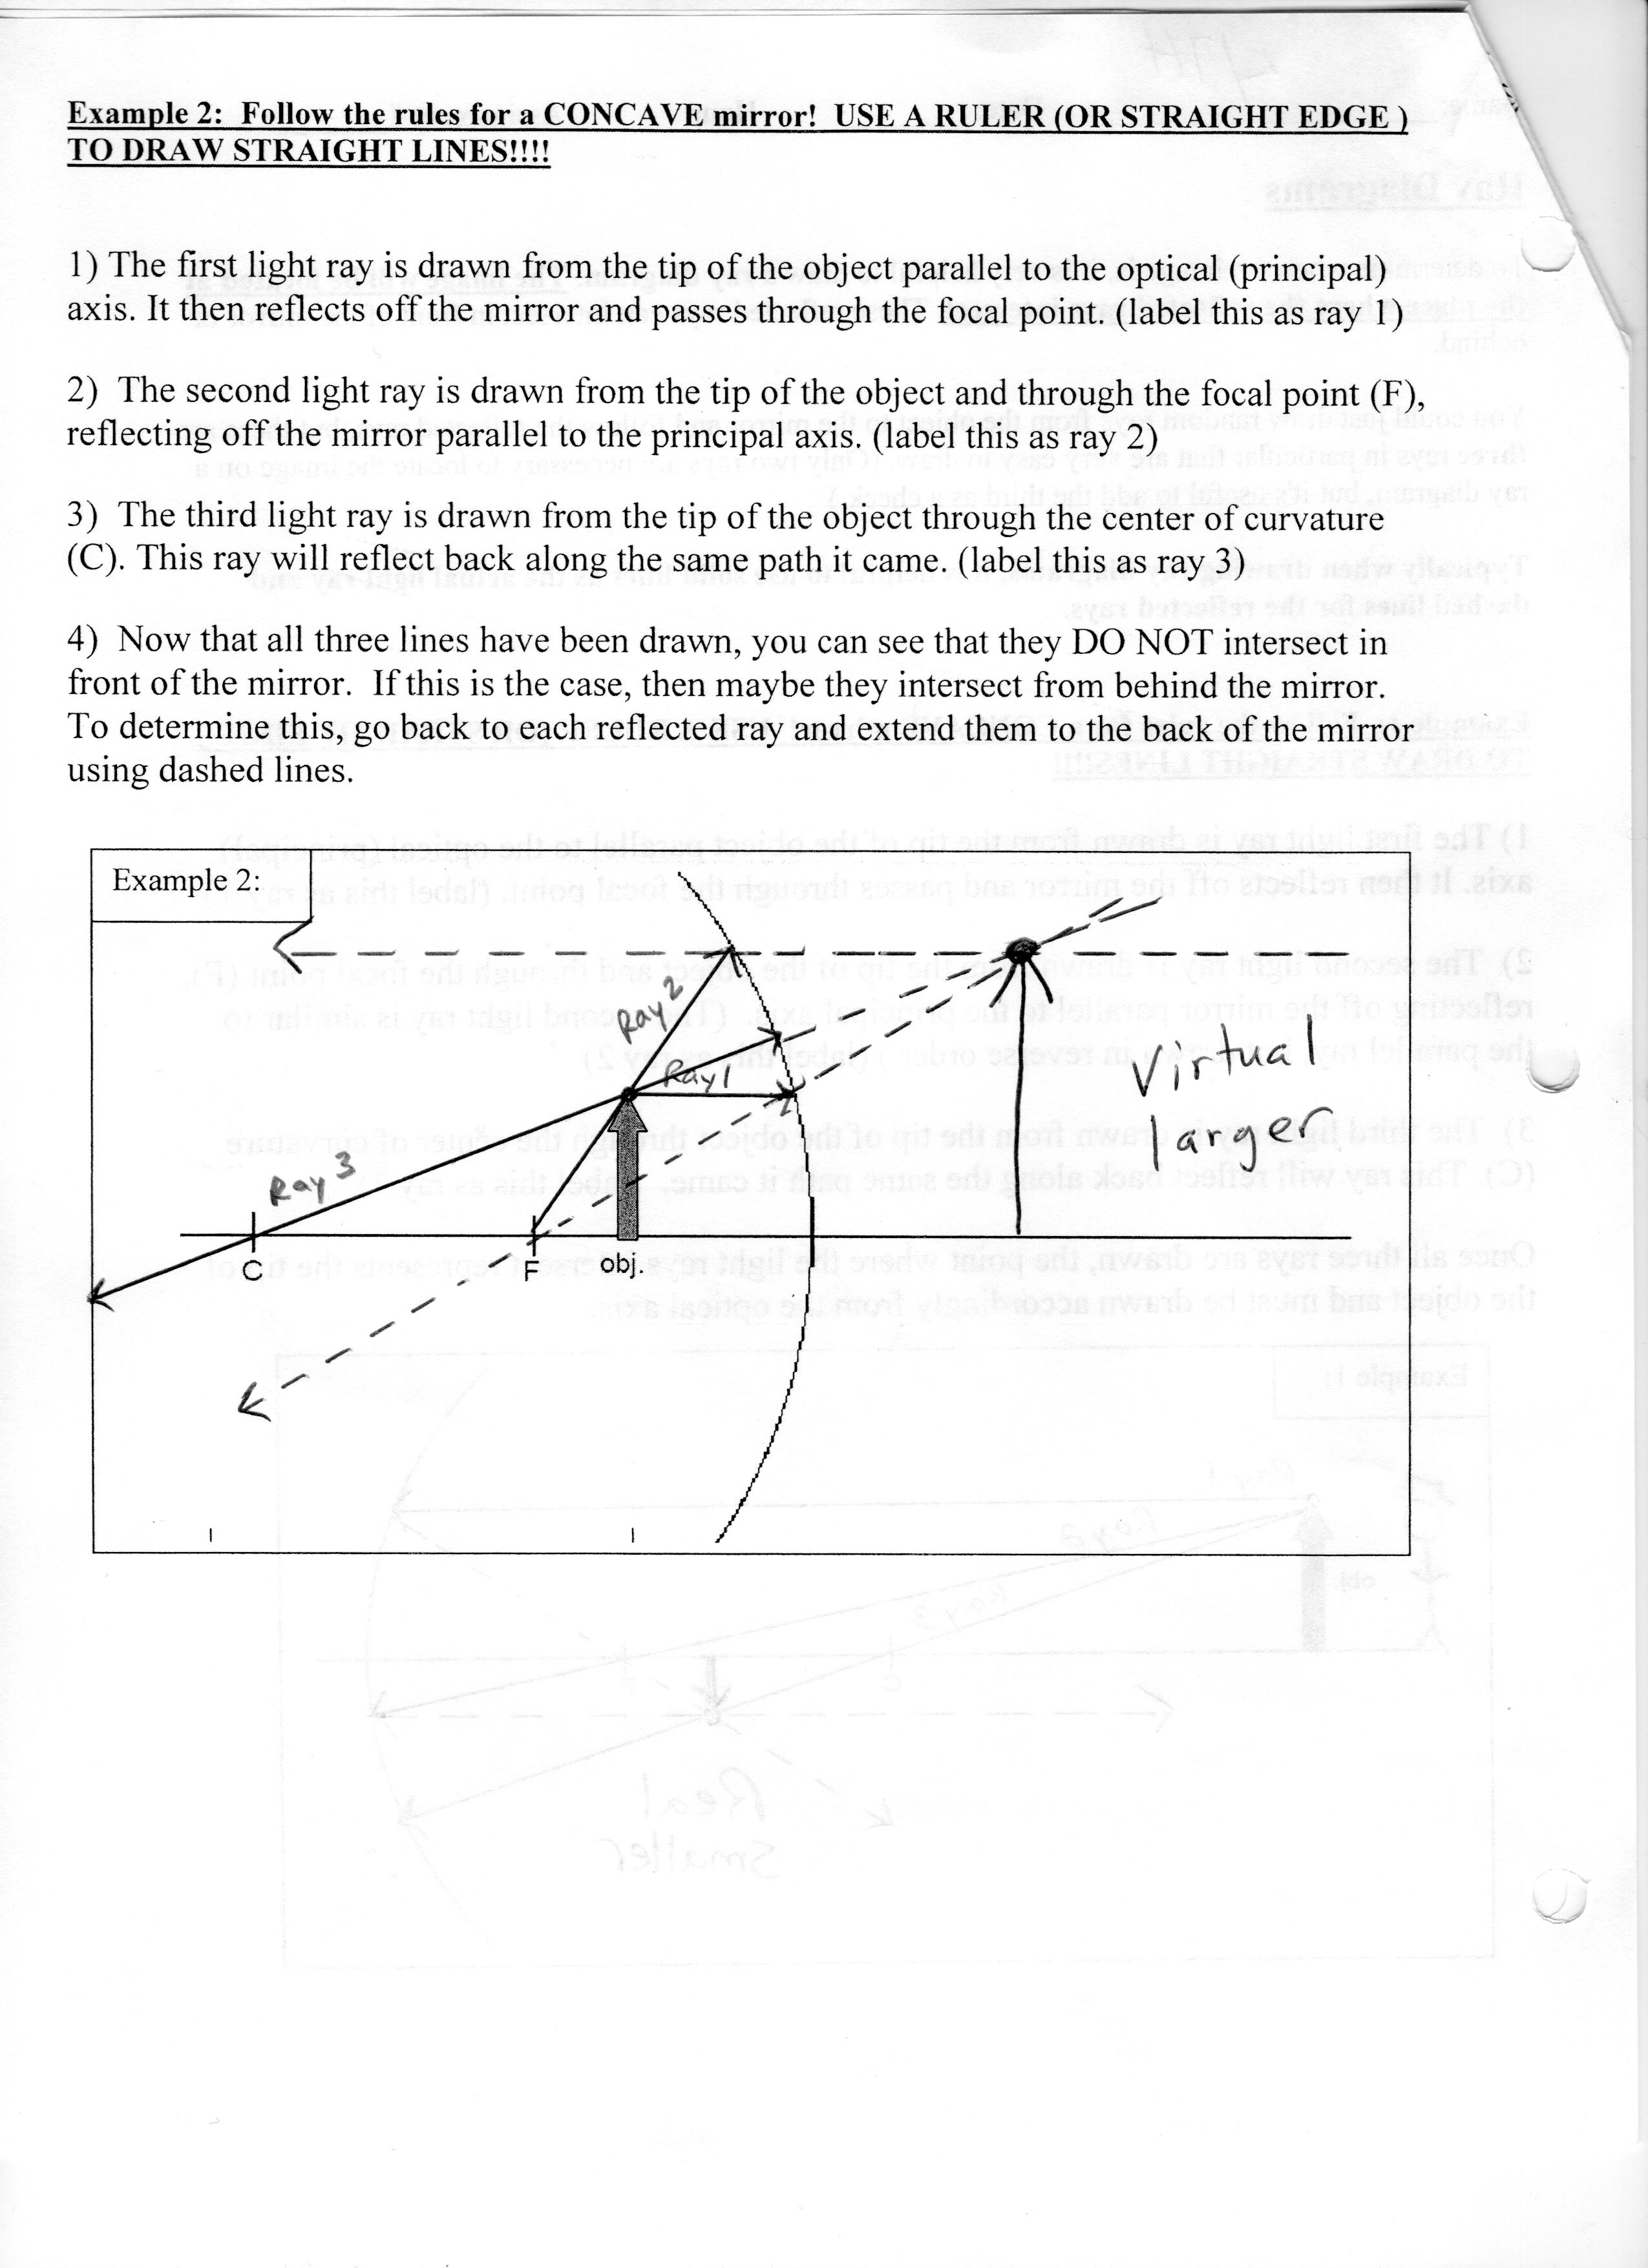 Example 2: Follow the rules for a CONCAVE mirror! USE A RULER (OR STRAIGHT EDGE )
TO DRAW STRAIGHT LINES!!!!
1) The first light ray is drawn from the tip of the object parallel to the optical (principal)
axis. It then reflects off the mirror and passes through the focal point. (label this as ray 1)
2) The second light ray is drawn from the tip of the object and through the focal point (F),
reflecting off the mirror parallel to the principal axis. (label this as ray 2)
3) The third light ray is drawn from the tip of the object through the center of curvature
(C). This ray will reflect back along the same path it came. (label this as ray 3)
4) Now that all three lines have been drawn, you can see that they DO NOT intersect in
front of the mirror. If this is the case, then maybe they intersect from behind the mirror.
To determine this, go back to each reflected ray and extend them to the back of the mirror
using dashed lines.
Example 2:
Ray 2
Ray 1
Ray 3
Virtual
larger
C
F
obj.